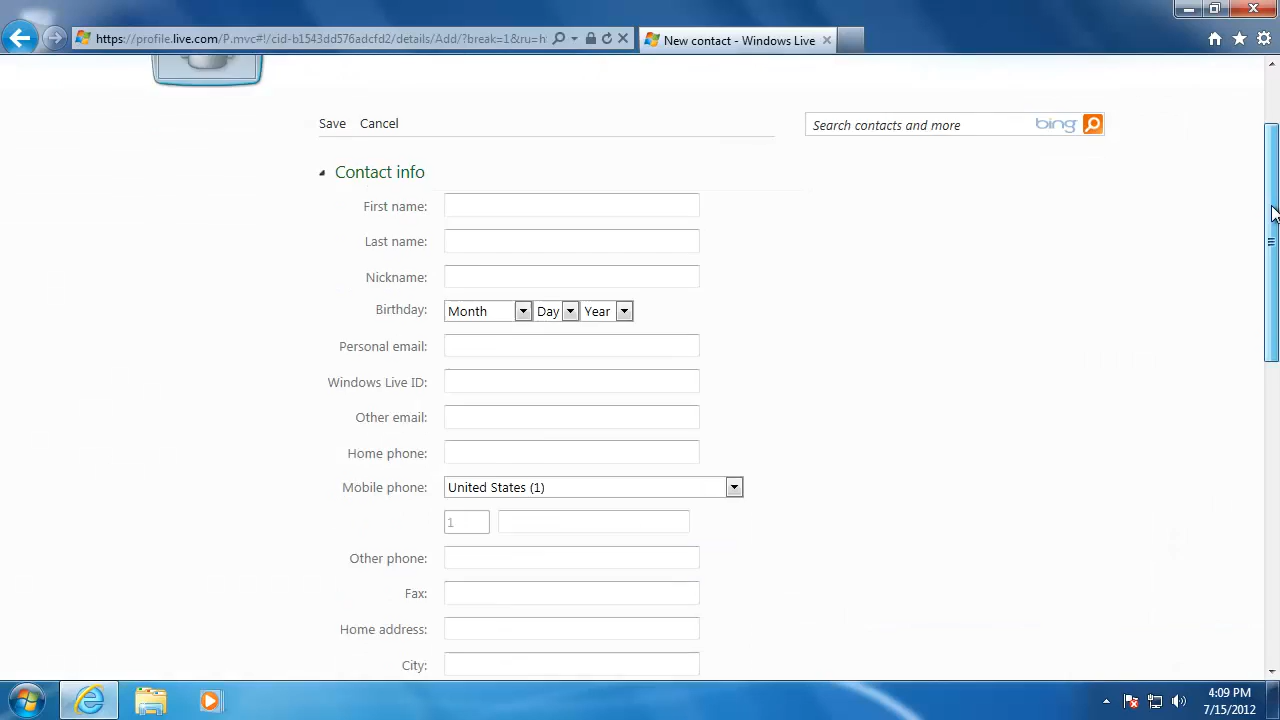 https://profile.live.com/P.mvc#!/cid-b1543dd576adcfd2/details/Add/?break=1&ru=h
New contact - Windows Live
Save Cancel
Search contacts and more bing
Contact info
First name:
Last name:
Nickname:
Birthday: Month Day Year
Personal email:
Windows Live ID:
Other email:
Home phone:
Mobile phone: United States (1)
1
Other phone:
Fax:
Home address:
City:
4:09 PM
7/15/2012